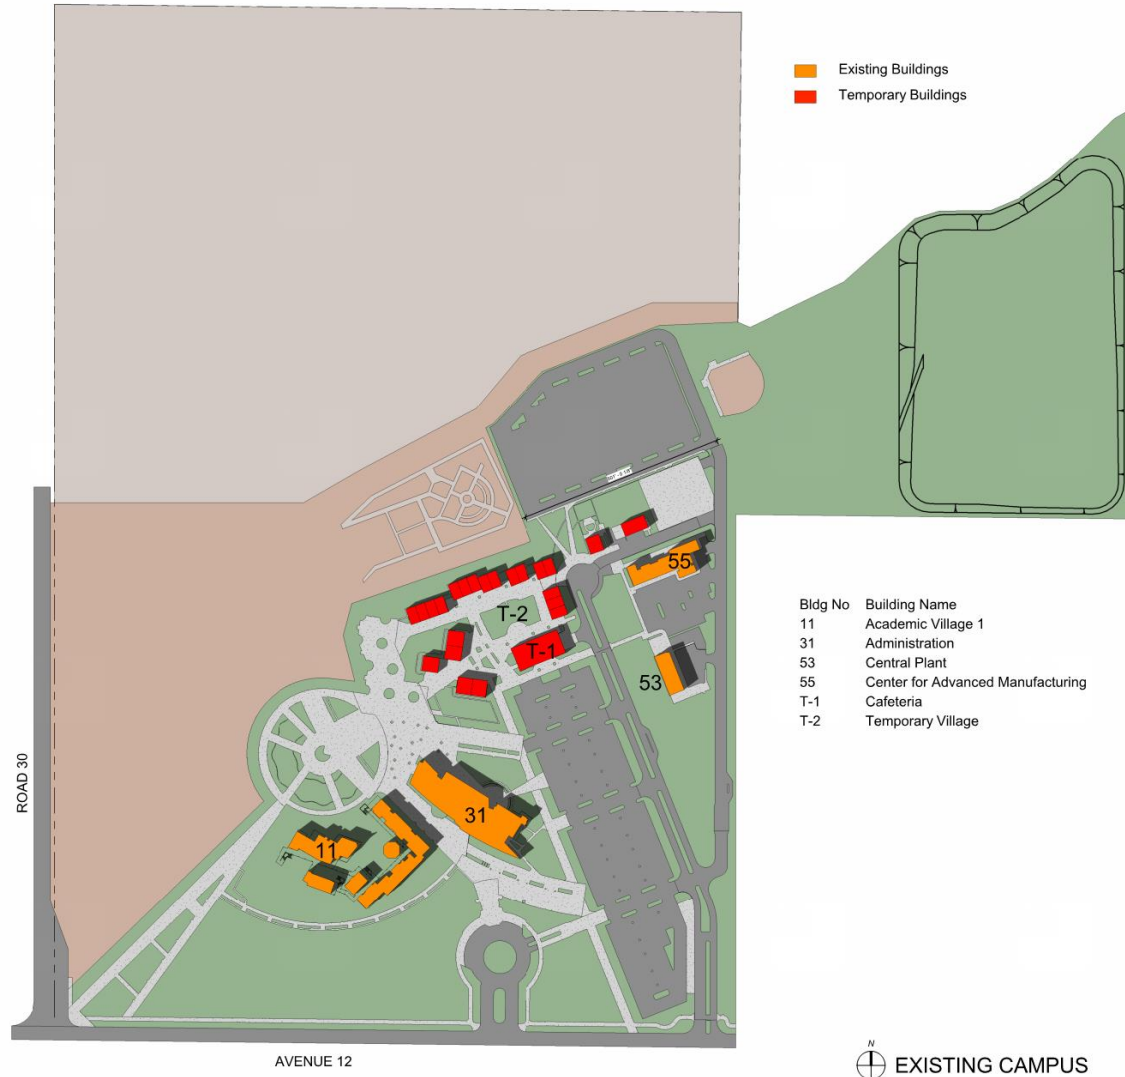 Existing Buildings
Temporary Buildings
55
T-2
T-1
53
31
11
Bldg No Building Name
11 Academic Village 1
31 Administration
53 Central Plant
55 Center for Advanced Manufacturing
T-1 Cafeteria
T-2 Temporary Village
ROAD 30
AVENUE 12
N
EXISTING CAMPUS